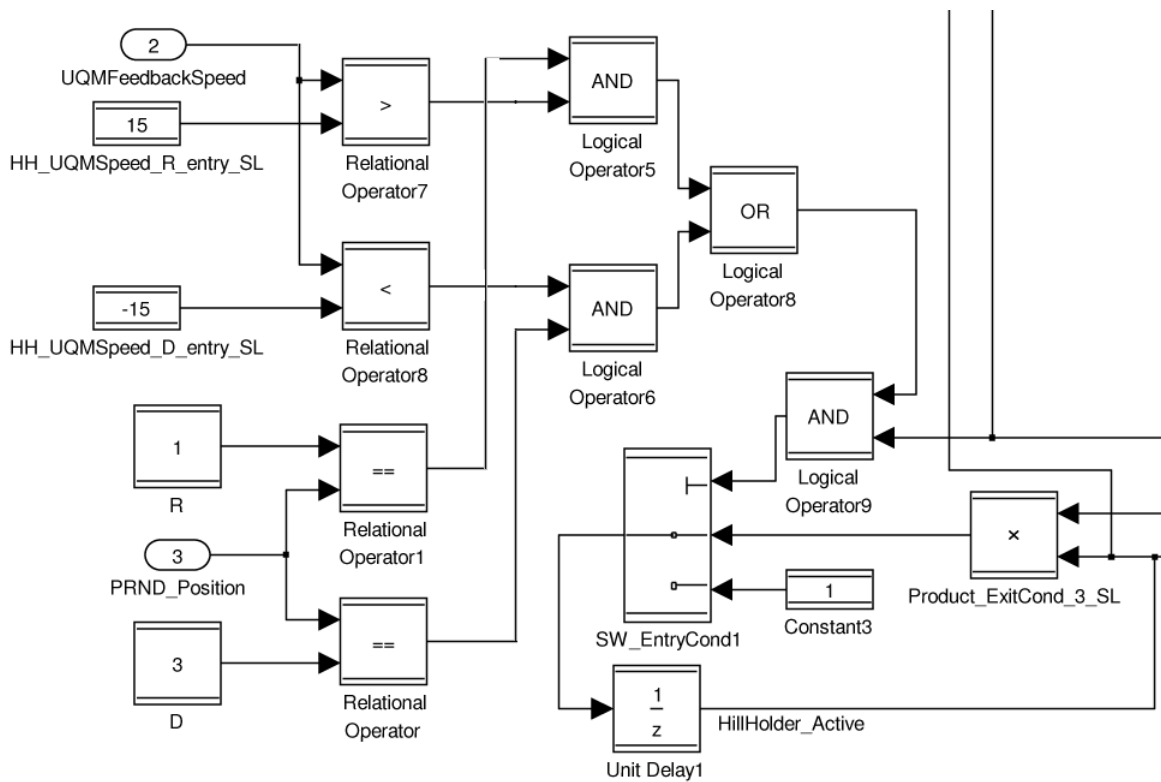 2
UQMFeedbackSpeed
15
HH_UQMSpeed_R_entry_SL
>
Relational
Operator7
AND
Logical
Operator5
OR
Logical
Operator8
-15
HH_UQMSpeed_D_entry_SL
<
Relational
Operator8
AND
Logical
Operator6
1
R
==
Relational
Operator1
AND
Logical
Operator9
3
PRND_Position
×
Product_ExitCond_3_SL
1
Constant3
SW_EntryCond1
3
D
==
Relational
Operator
1
z
HillHolder_Active
Unit Delay1